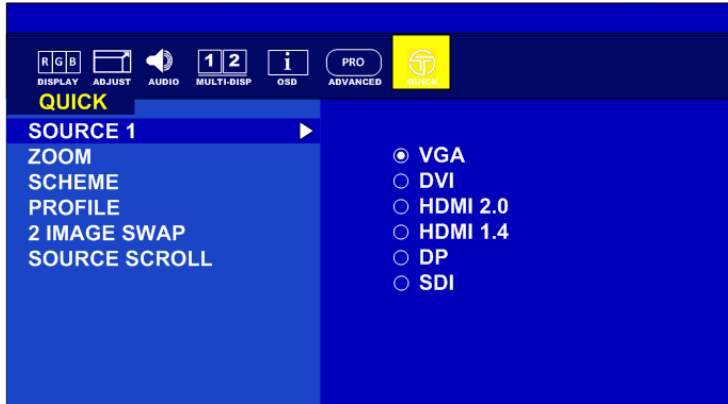 R G B
1 2
i
PRO
DISPLAY ADJUST AUDIO MULTI-DISP OSD ADVANCED QUICK
QUICK
SOURCE 1
ZOOM
SCHEME
PROFILE
2 IMAGE SWAP
SOURCE SCROLL
VGA
DVI
HDMI 2.0
HDMI 1.4
DP
SDI